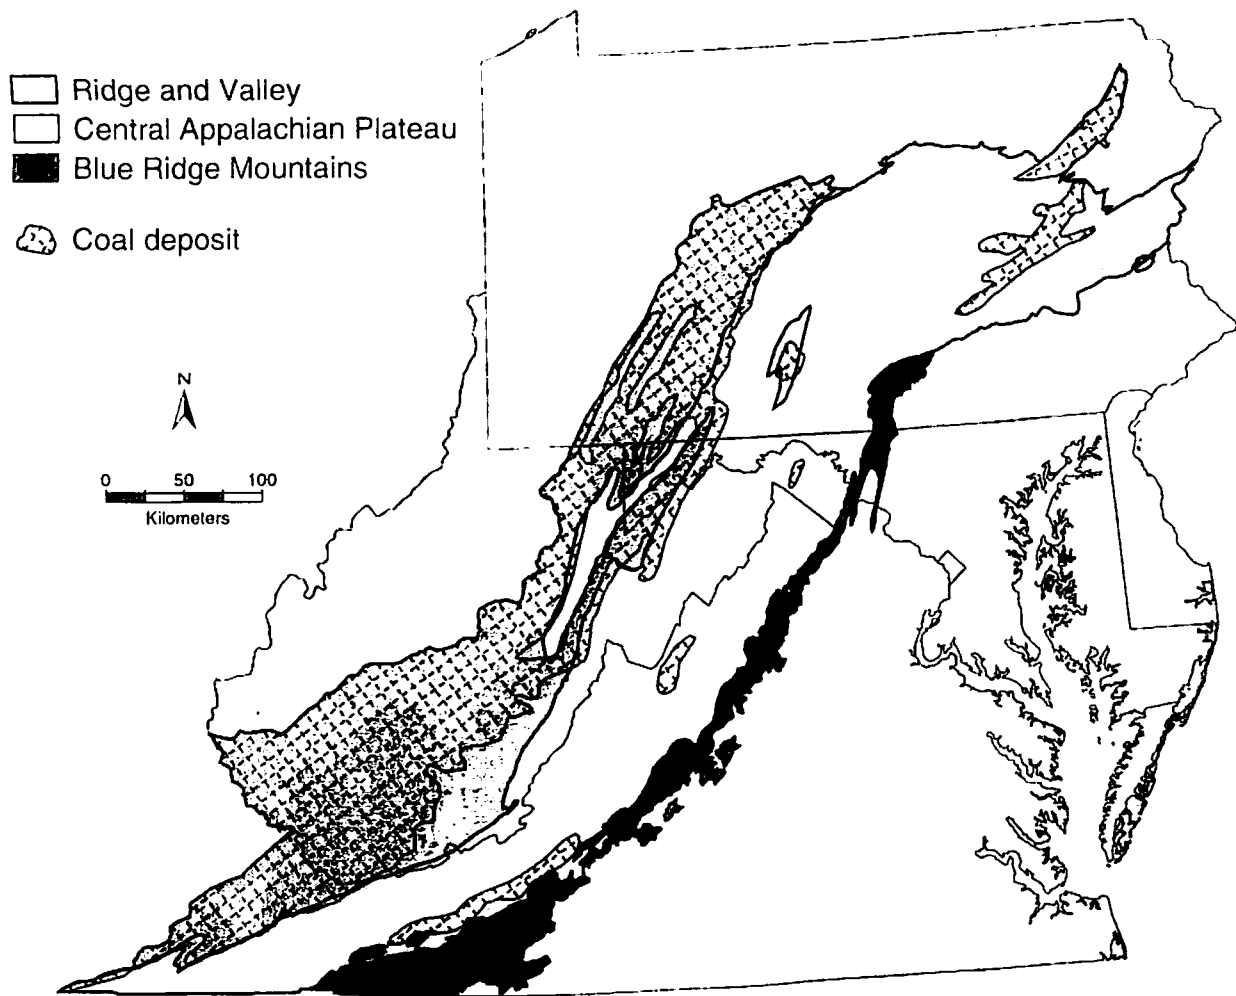 Ridge and Valley
Central Appalachian Plateau
Blue Ridge Mountains
Coal deposit
N
0 50 100
Kilometers